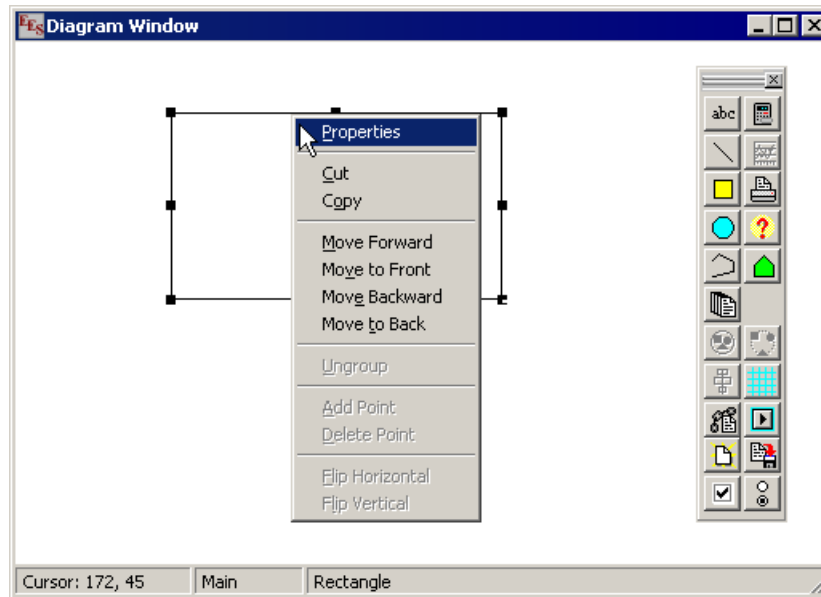 EES Diagram Window
abc
Properties
Cut
Copy
Move Forward
Move to Front
Move Backward
Move to Back
Ungroup
Add Point
Delete Point
Flip Horizontal
Flip Vertical
Cursor: 172, 45 Main Rectangle